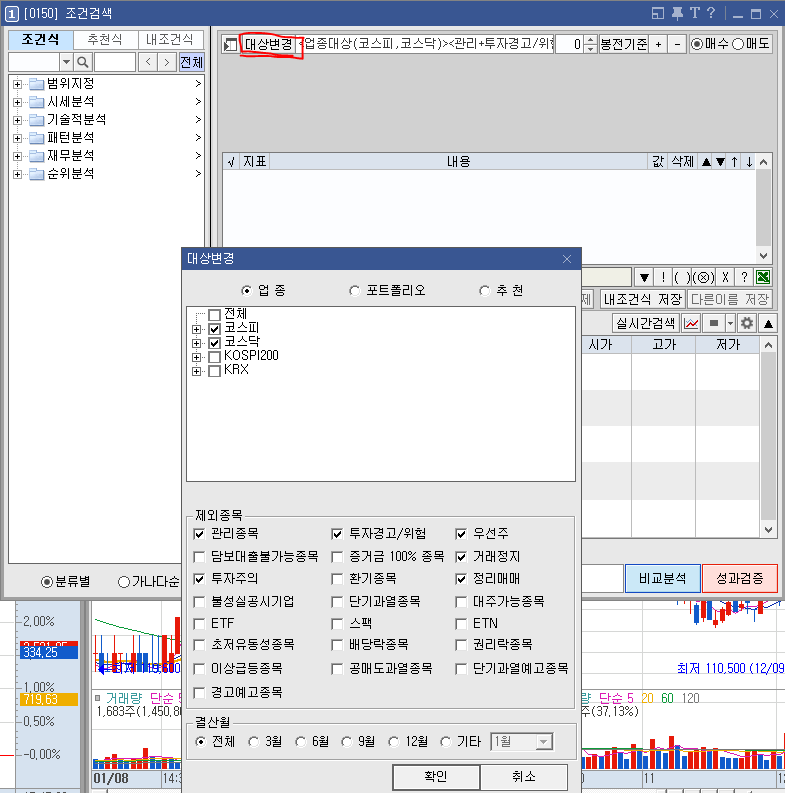 1 [0150] 조건검색
조건식 추천식 내조건식
전체
범위지정 >
시세분석 >
기술적분석 >
패턴분석 >
재무분석 >
순위분석 >
분류별 가나다순
대상변경 <업종대상(코스피,코스닥)><관리+투자경고/위험 0 봉전기준 + - 매수 매도
√ 지표 내용 값 삭제 ▲ ▼ ↑ ↓
▼ ! ( ) (⊗) X ?
내조건식 저장 다른이름 저장
실시간검색
시가 고가 저가
비교분석 성과검증
대상변경
업 종 포트폴리오 추 천
전체
코스피
코스닥
KOSPI200
KRX
제외종목
관리종목 투자경고/위험 우선주
담보대출불가능종목 증거금 100% 종목 거래정지
투자주의 환기종목 정리매매
불성실공시기업 단기과열종목 대주가능종목
ETF 스팩 ETN
초저유동성종목 배당락종목 권리락종목
이상급등종목 공매도과열종목 단기과열예고종목
경고예고종목
결산월
전체 3월 6월 9월 12월 기타 1월
확인 취소
2,00%
334,25
1,00%
719,63
0,50%
-0,00%
최저 119,500
최저 110,500 (12/09
거래량 단순 5
단순 5 20 60 120
1,683주(1,450,8
주(37,13%)
01/08 14:3
11 12